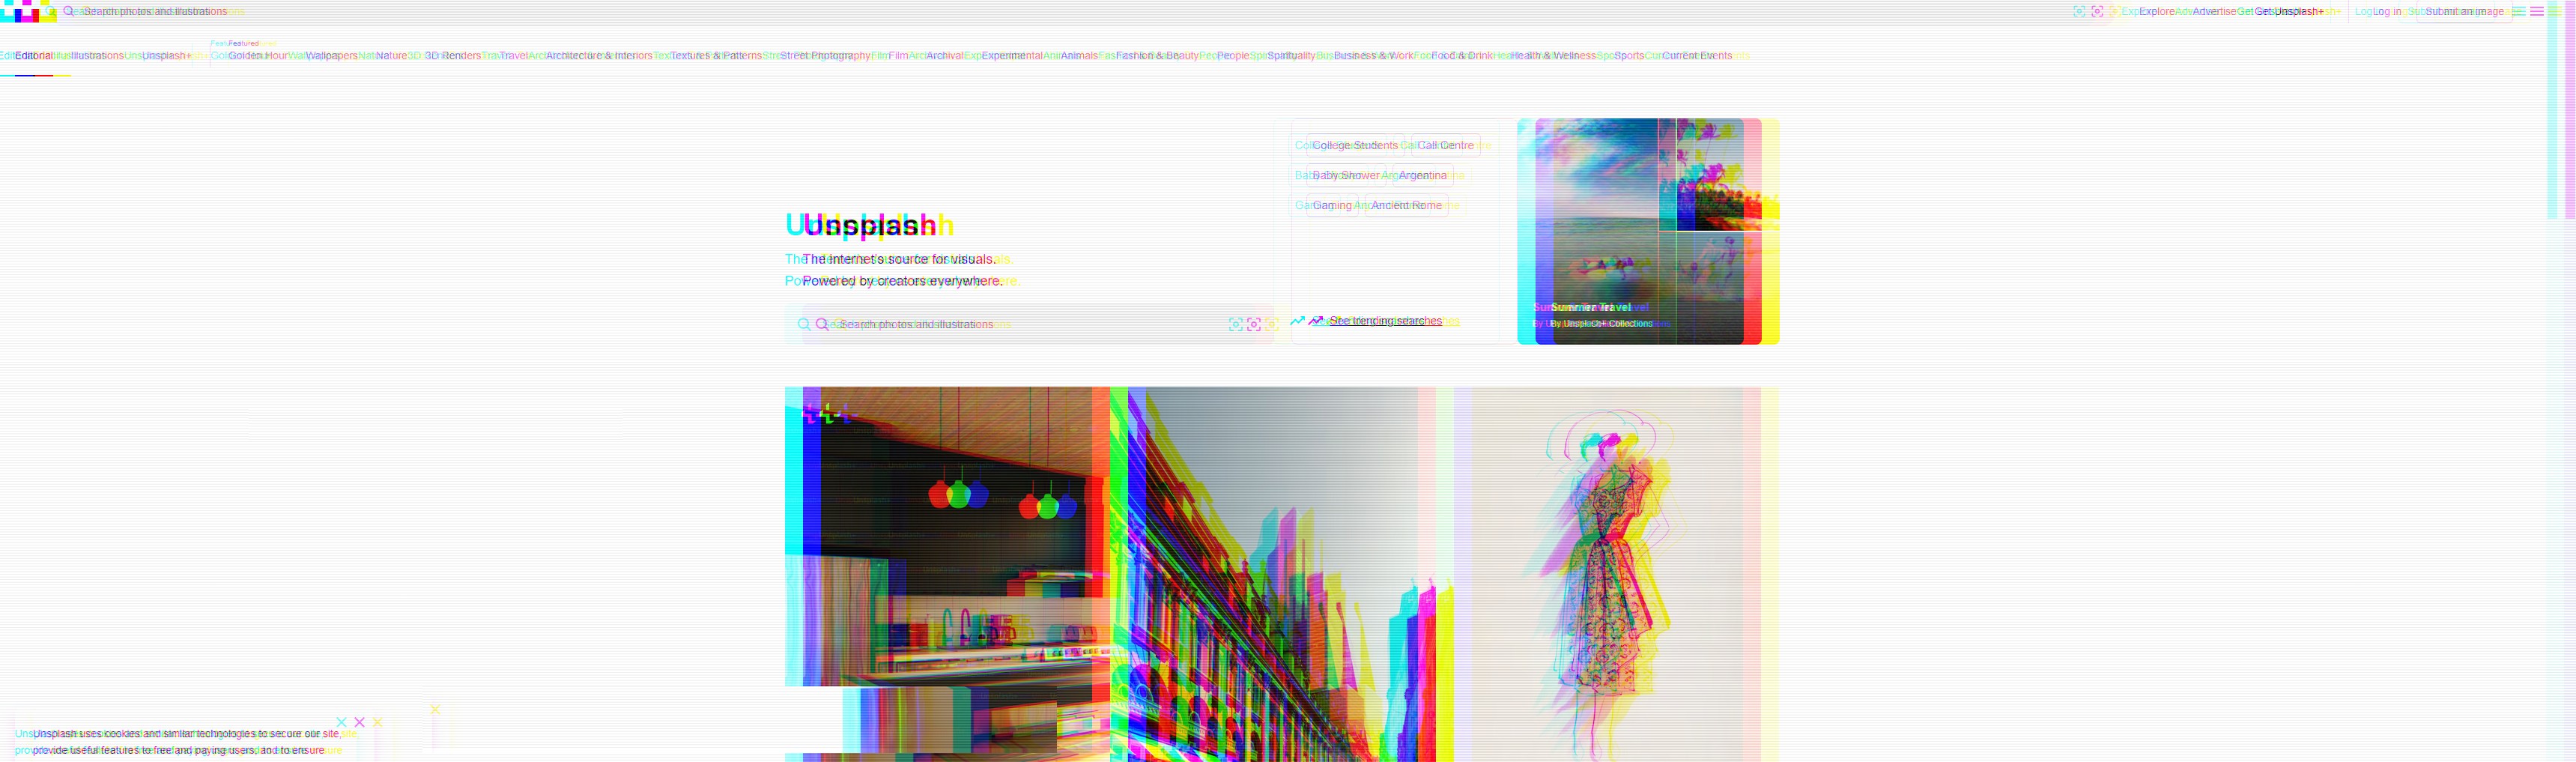 Search photos and illustrations
Explore Advertise Get Unsplash+ Log in Submit an image
Featured
Editorial Illustrations Unsplash+ Golden Hour Wallpapers Nature 3D Renders Travel Architecture & Interiors Textures & Patterns Street Photography Film Archival Experimental Animals Fashion & Beauty People Spirituality Business & Work Food & Drink Health & Wellness Sports Current Events
College Students Call Centre
Baby Shower Argentina
Gaming Ancient Rome
Unsplash
The internet's source for visuals.
Powered by creators everywhere.
Search photos and illustrations
See trending searches
Summer Travel
By Unsplash+ Collections
Unsplash uses cookies and similar technologies to secure our site,
provide useful features to free and paying users, and to ensure